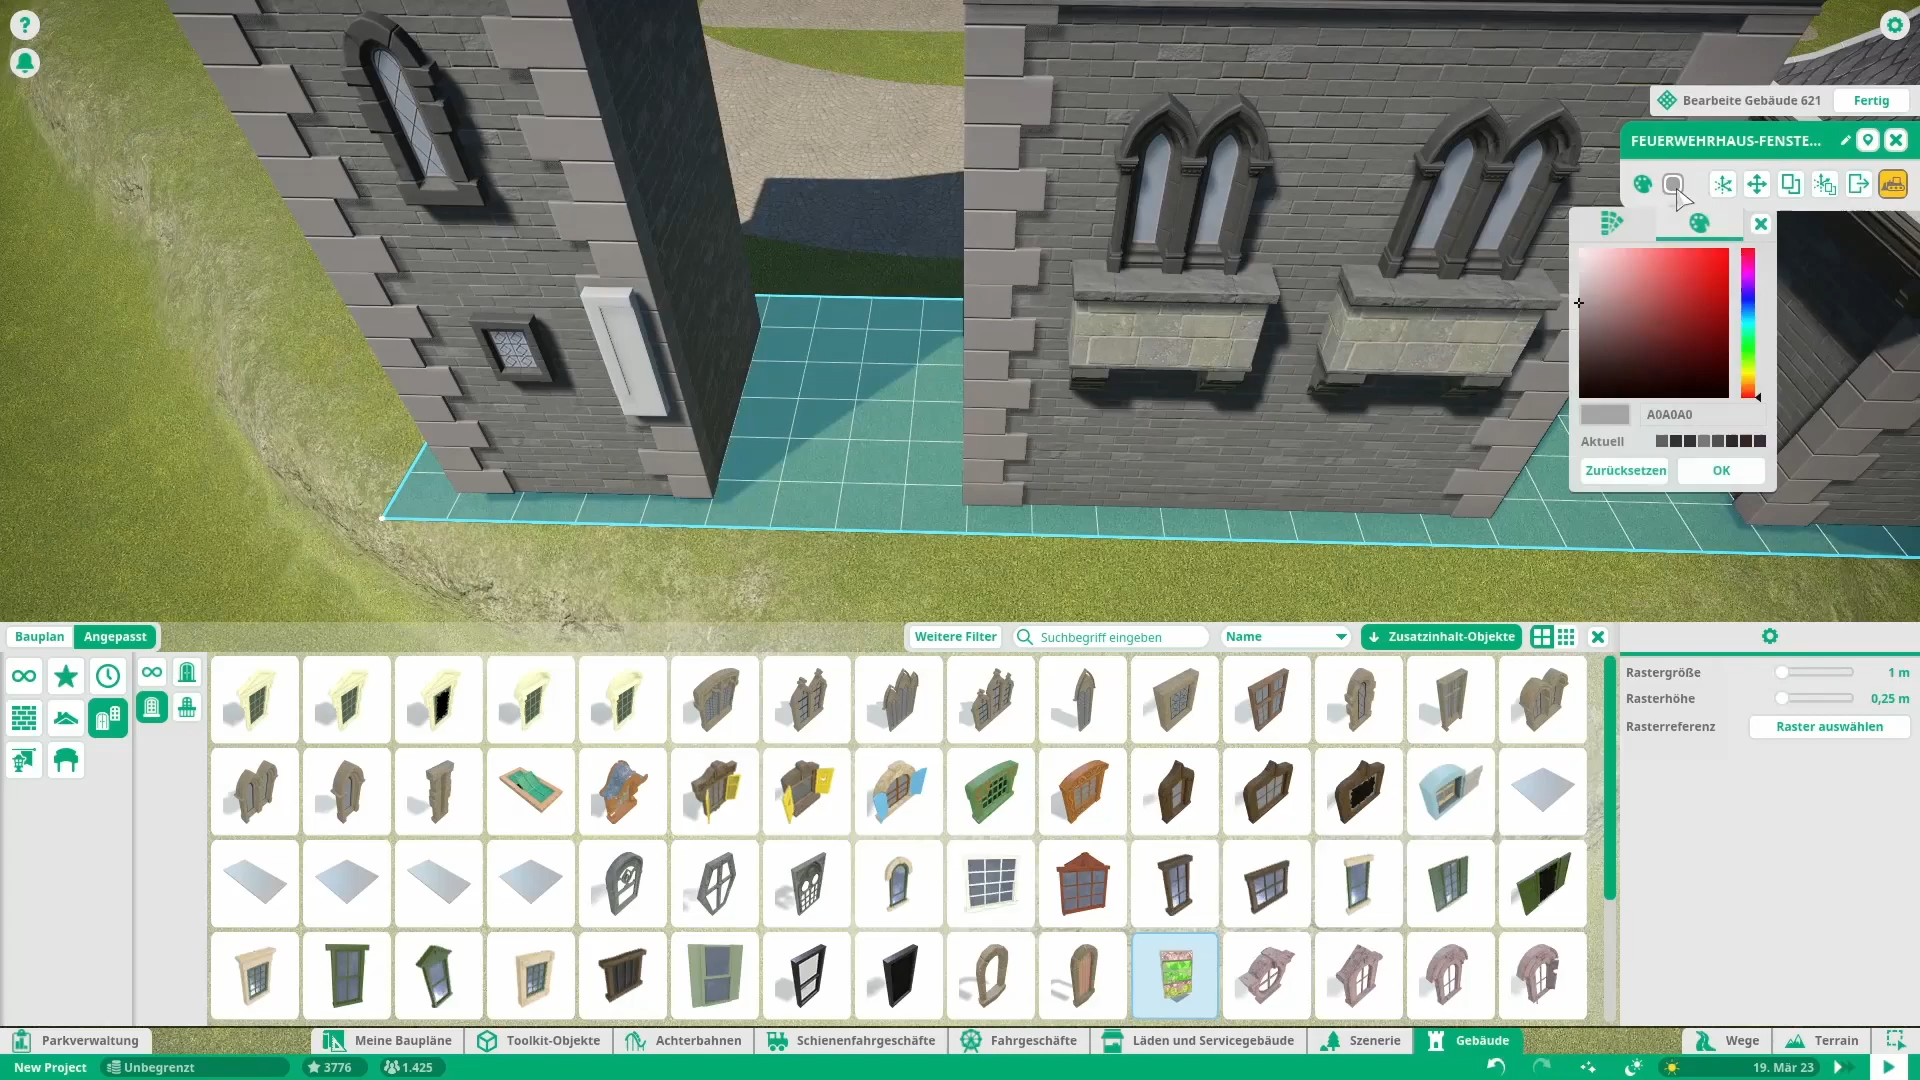 Bearbeite Gebäude 621
Fertig
FEUERWEHRHAUS-FENSTE...
A0A0A0
Aktuell
Zurücksetzen
OK
Bauplan
Angepasst
Weitere Filter
Suchbegriff eingeben
Name
Zusatzinhalt-Objekte
Rastergröße
1 m
Rasterhöhe
0,25 m
Rasterreferenz
Raster auswählen
Parkverwaltung
Meine Baupläne
Toolkit-Objekte
Achterbahnen
Schienenfahrgeschäfte
Fahrgeschäfte
Läden und Servicegebäude
Szenerie
Gebäude
Wege
Terrain
New Project
Unbegrenzt
3776
1.425
19. Mär 23